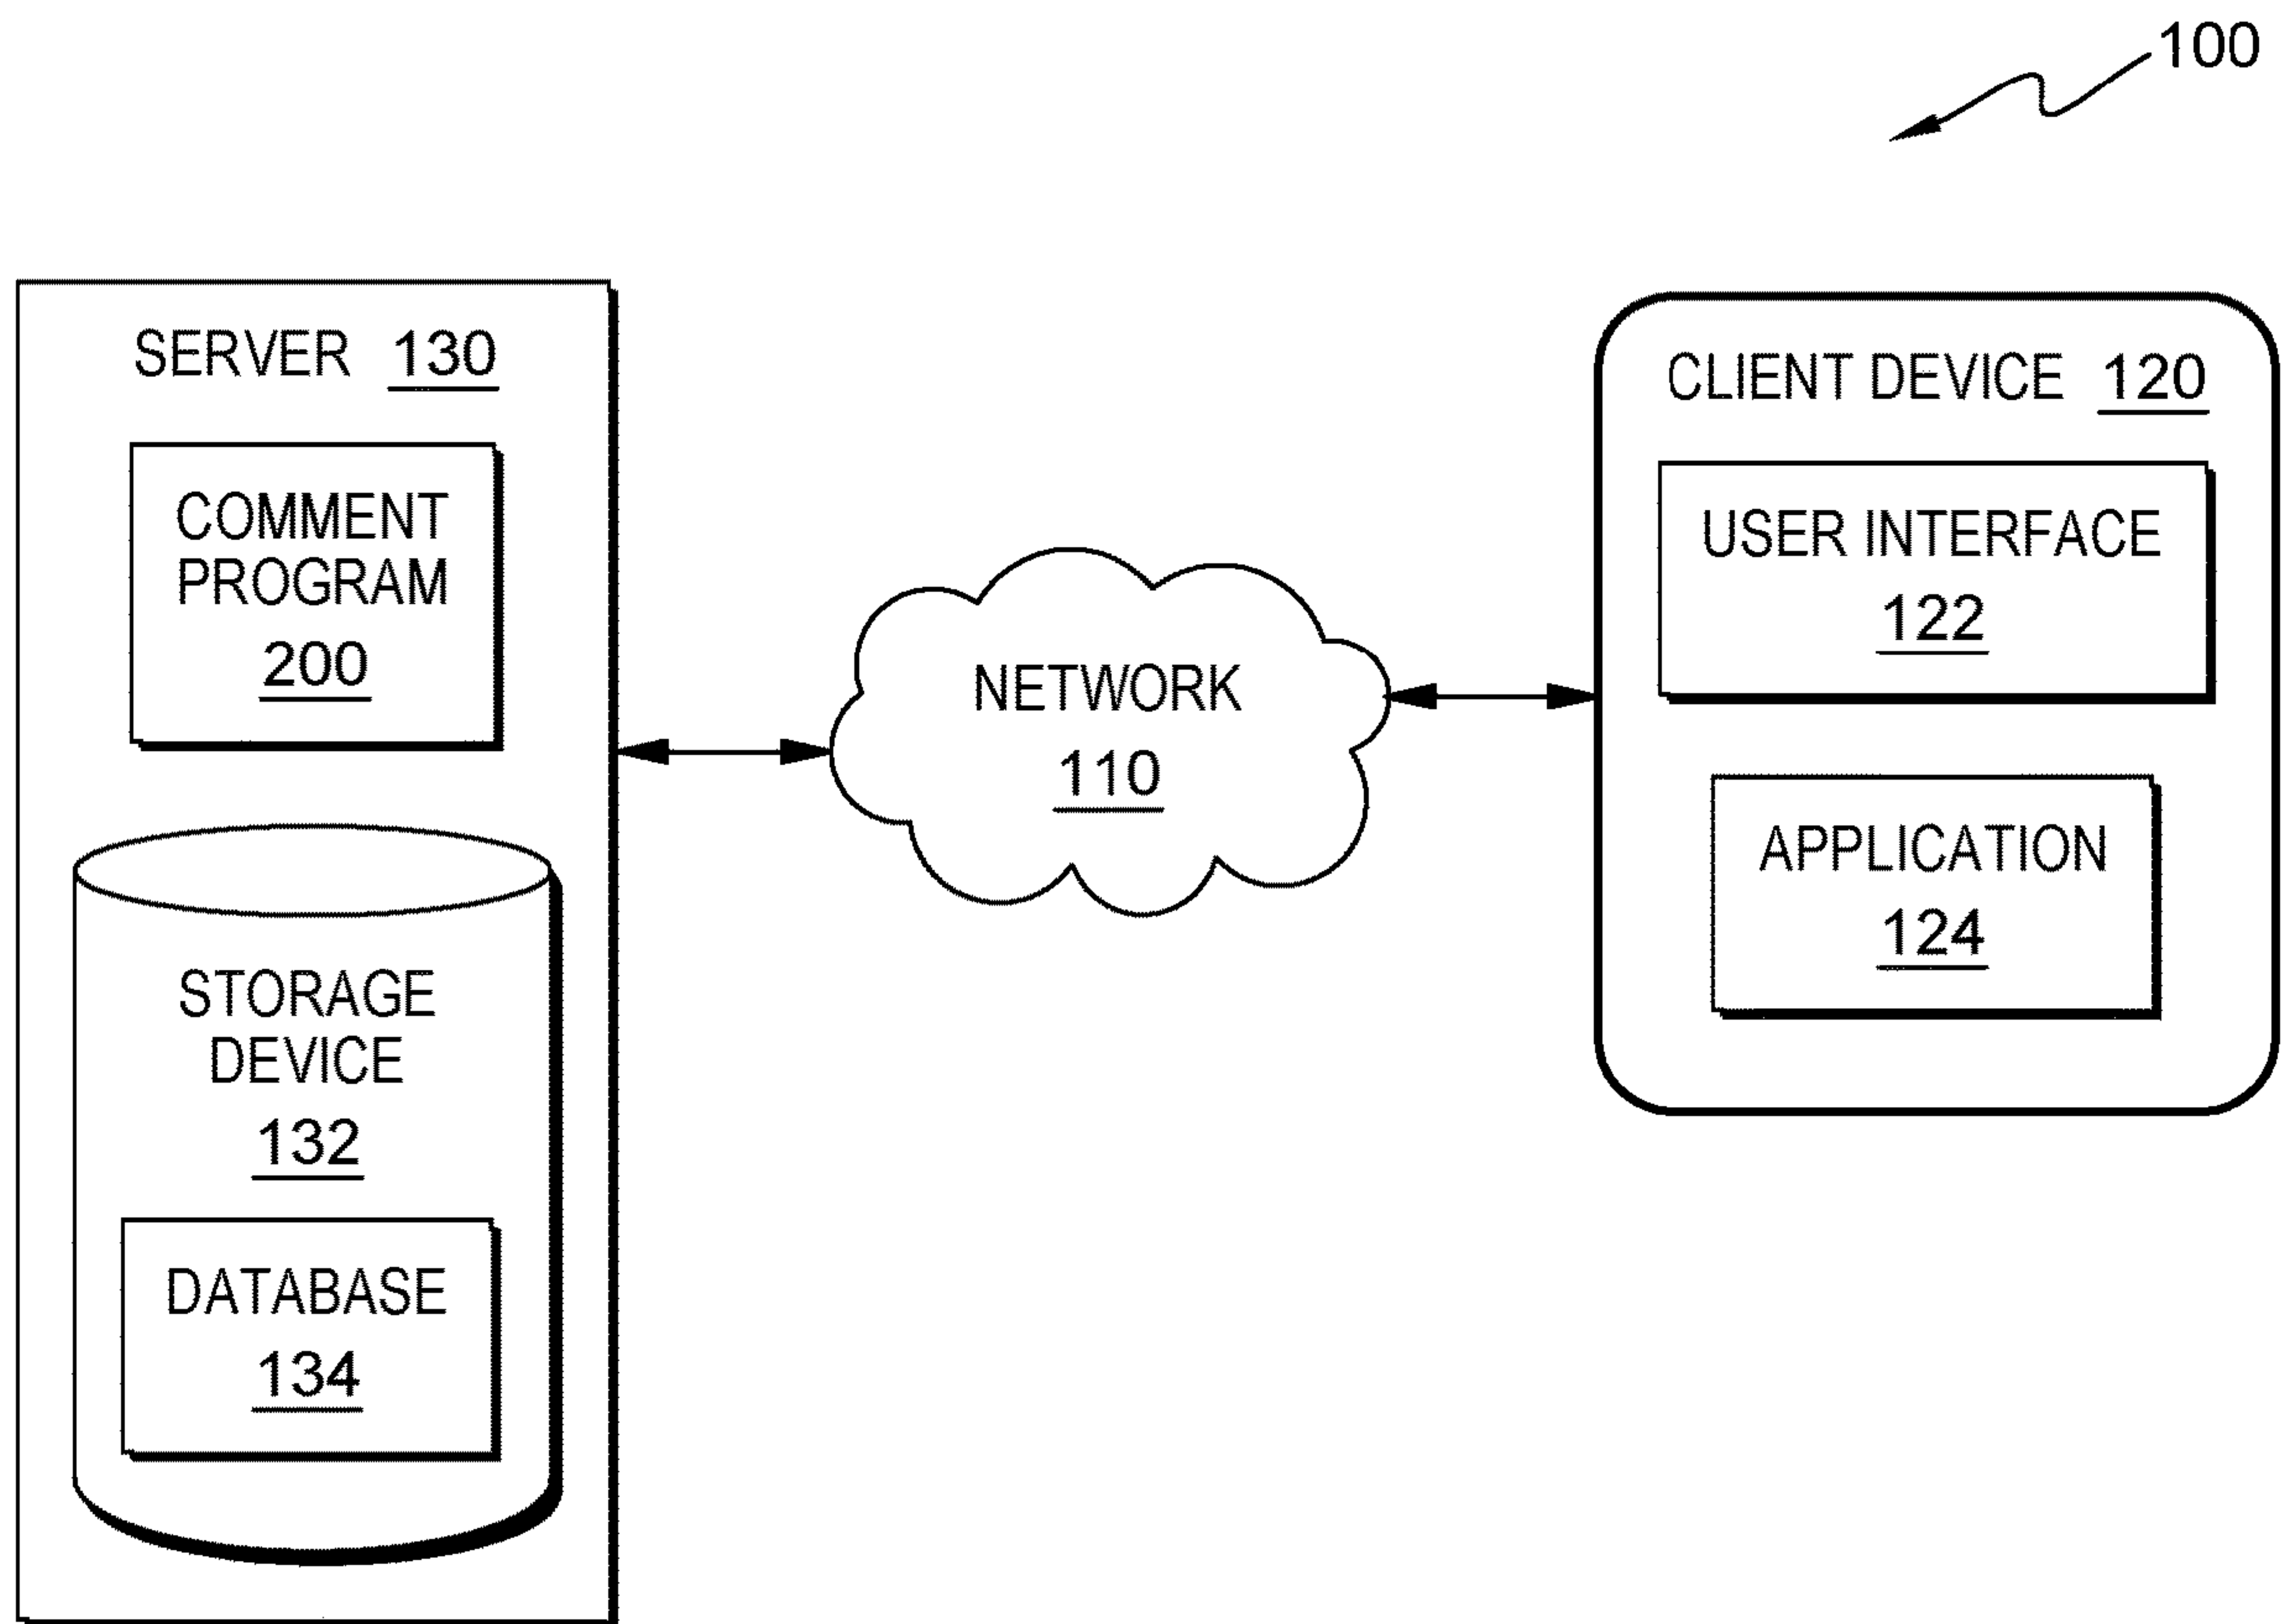 100
SERVER 130
COMMENT
PROGRAM
200
STORAGE
DEVICE
132
DATABASE
134
NETWORK
110
CLIENT DEVICE 120
USER INTERFACE
122
APPLICATION
124